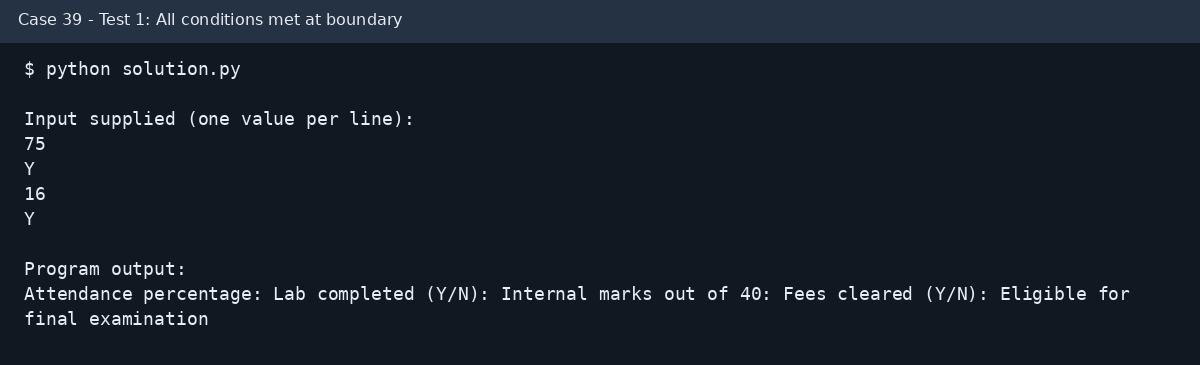 Case 39 - Test 1: All conditions met at boundary
$ python solution.py
Input supplied (one value per line):
75
Y
16
Y
Program output:
Attendance percentage: Lab completed (Y/N): Internal marks out of 40: Fees cleared (Y/N): Eligible for
final examination